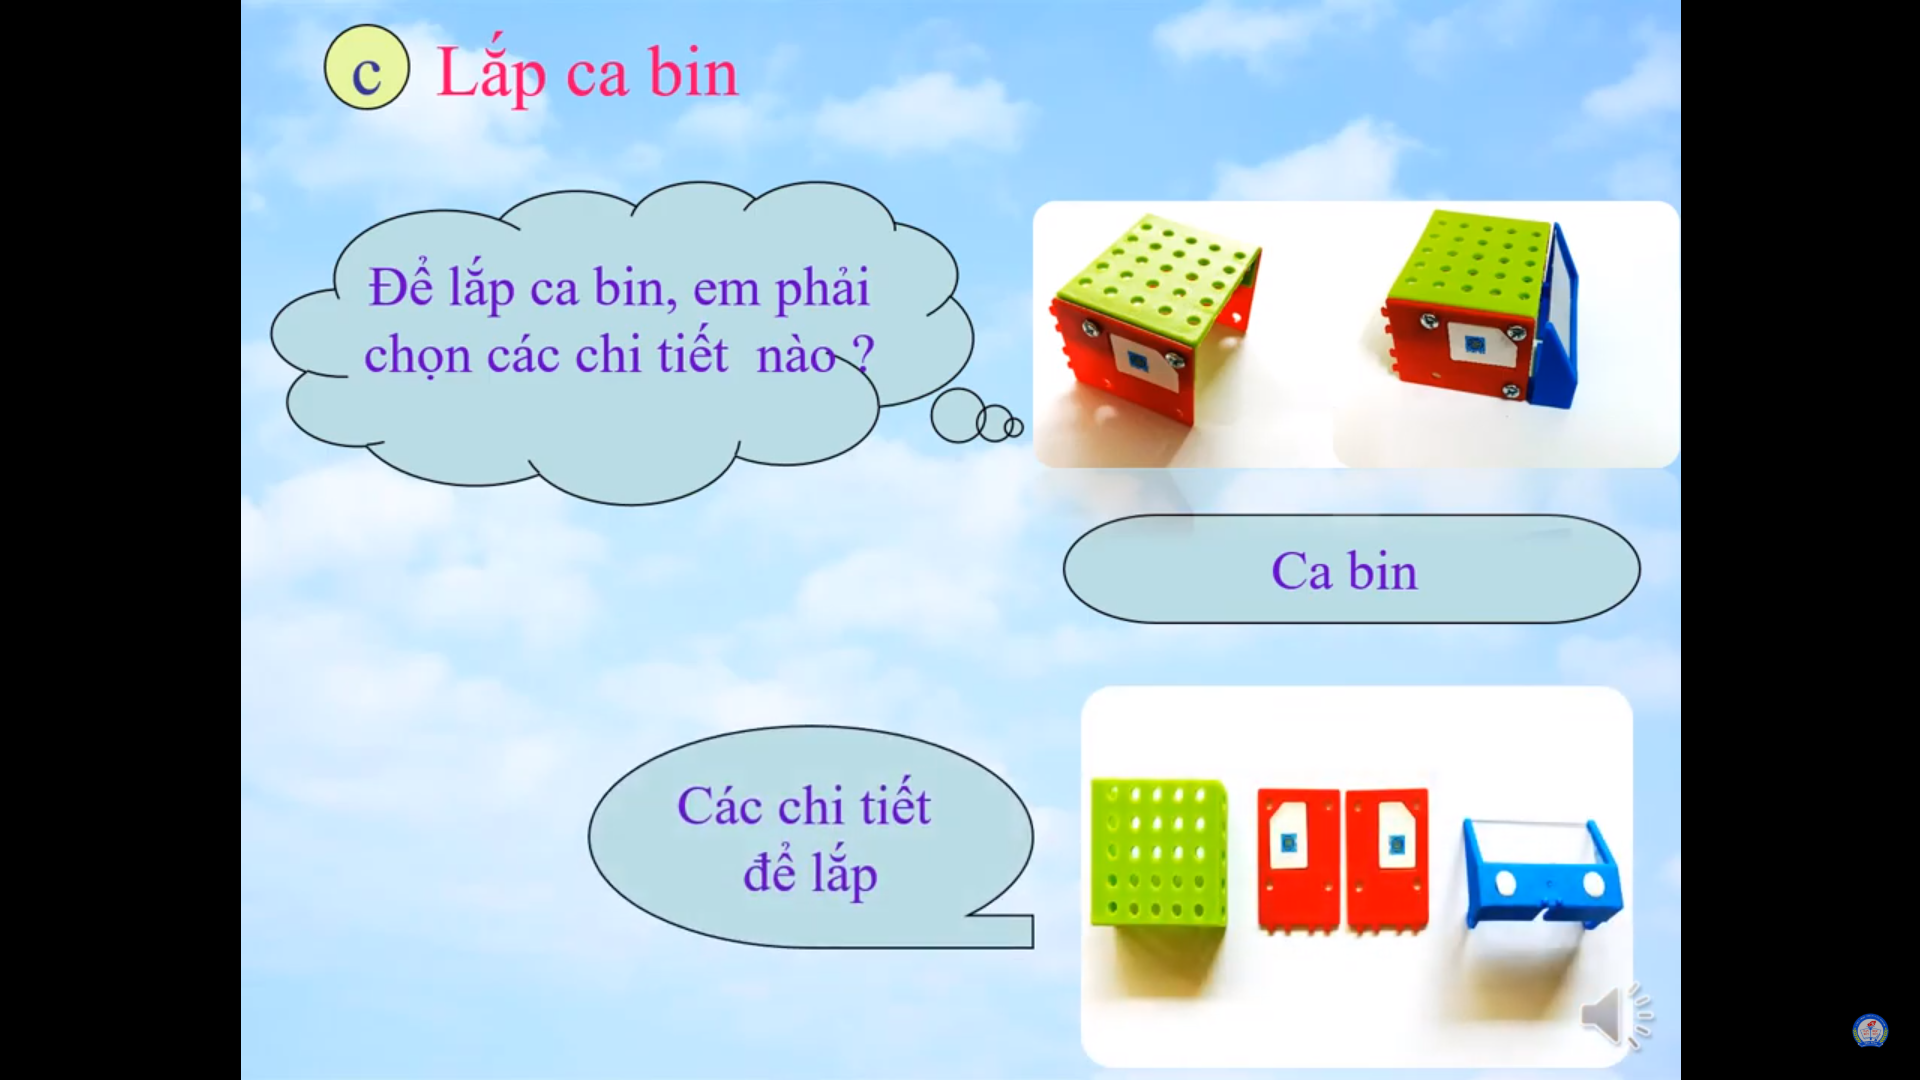 c Lắp ca bin
Để lắp ca bin, em phải
chọn các chi tiết nào ?
Ca bin
Các chi tiết
để lắp